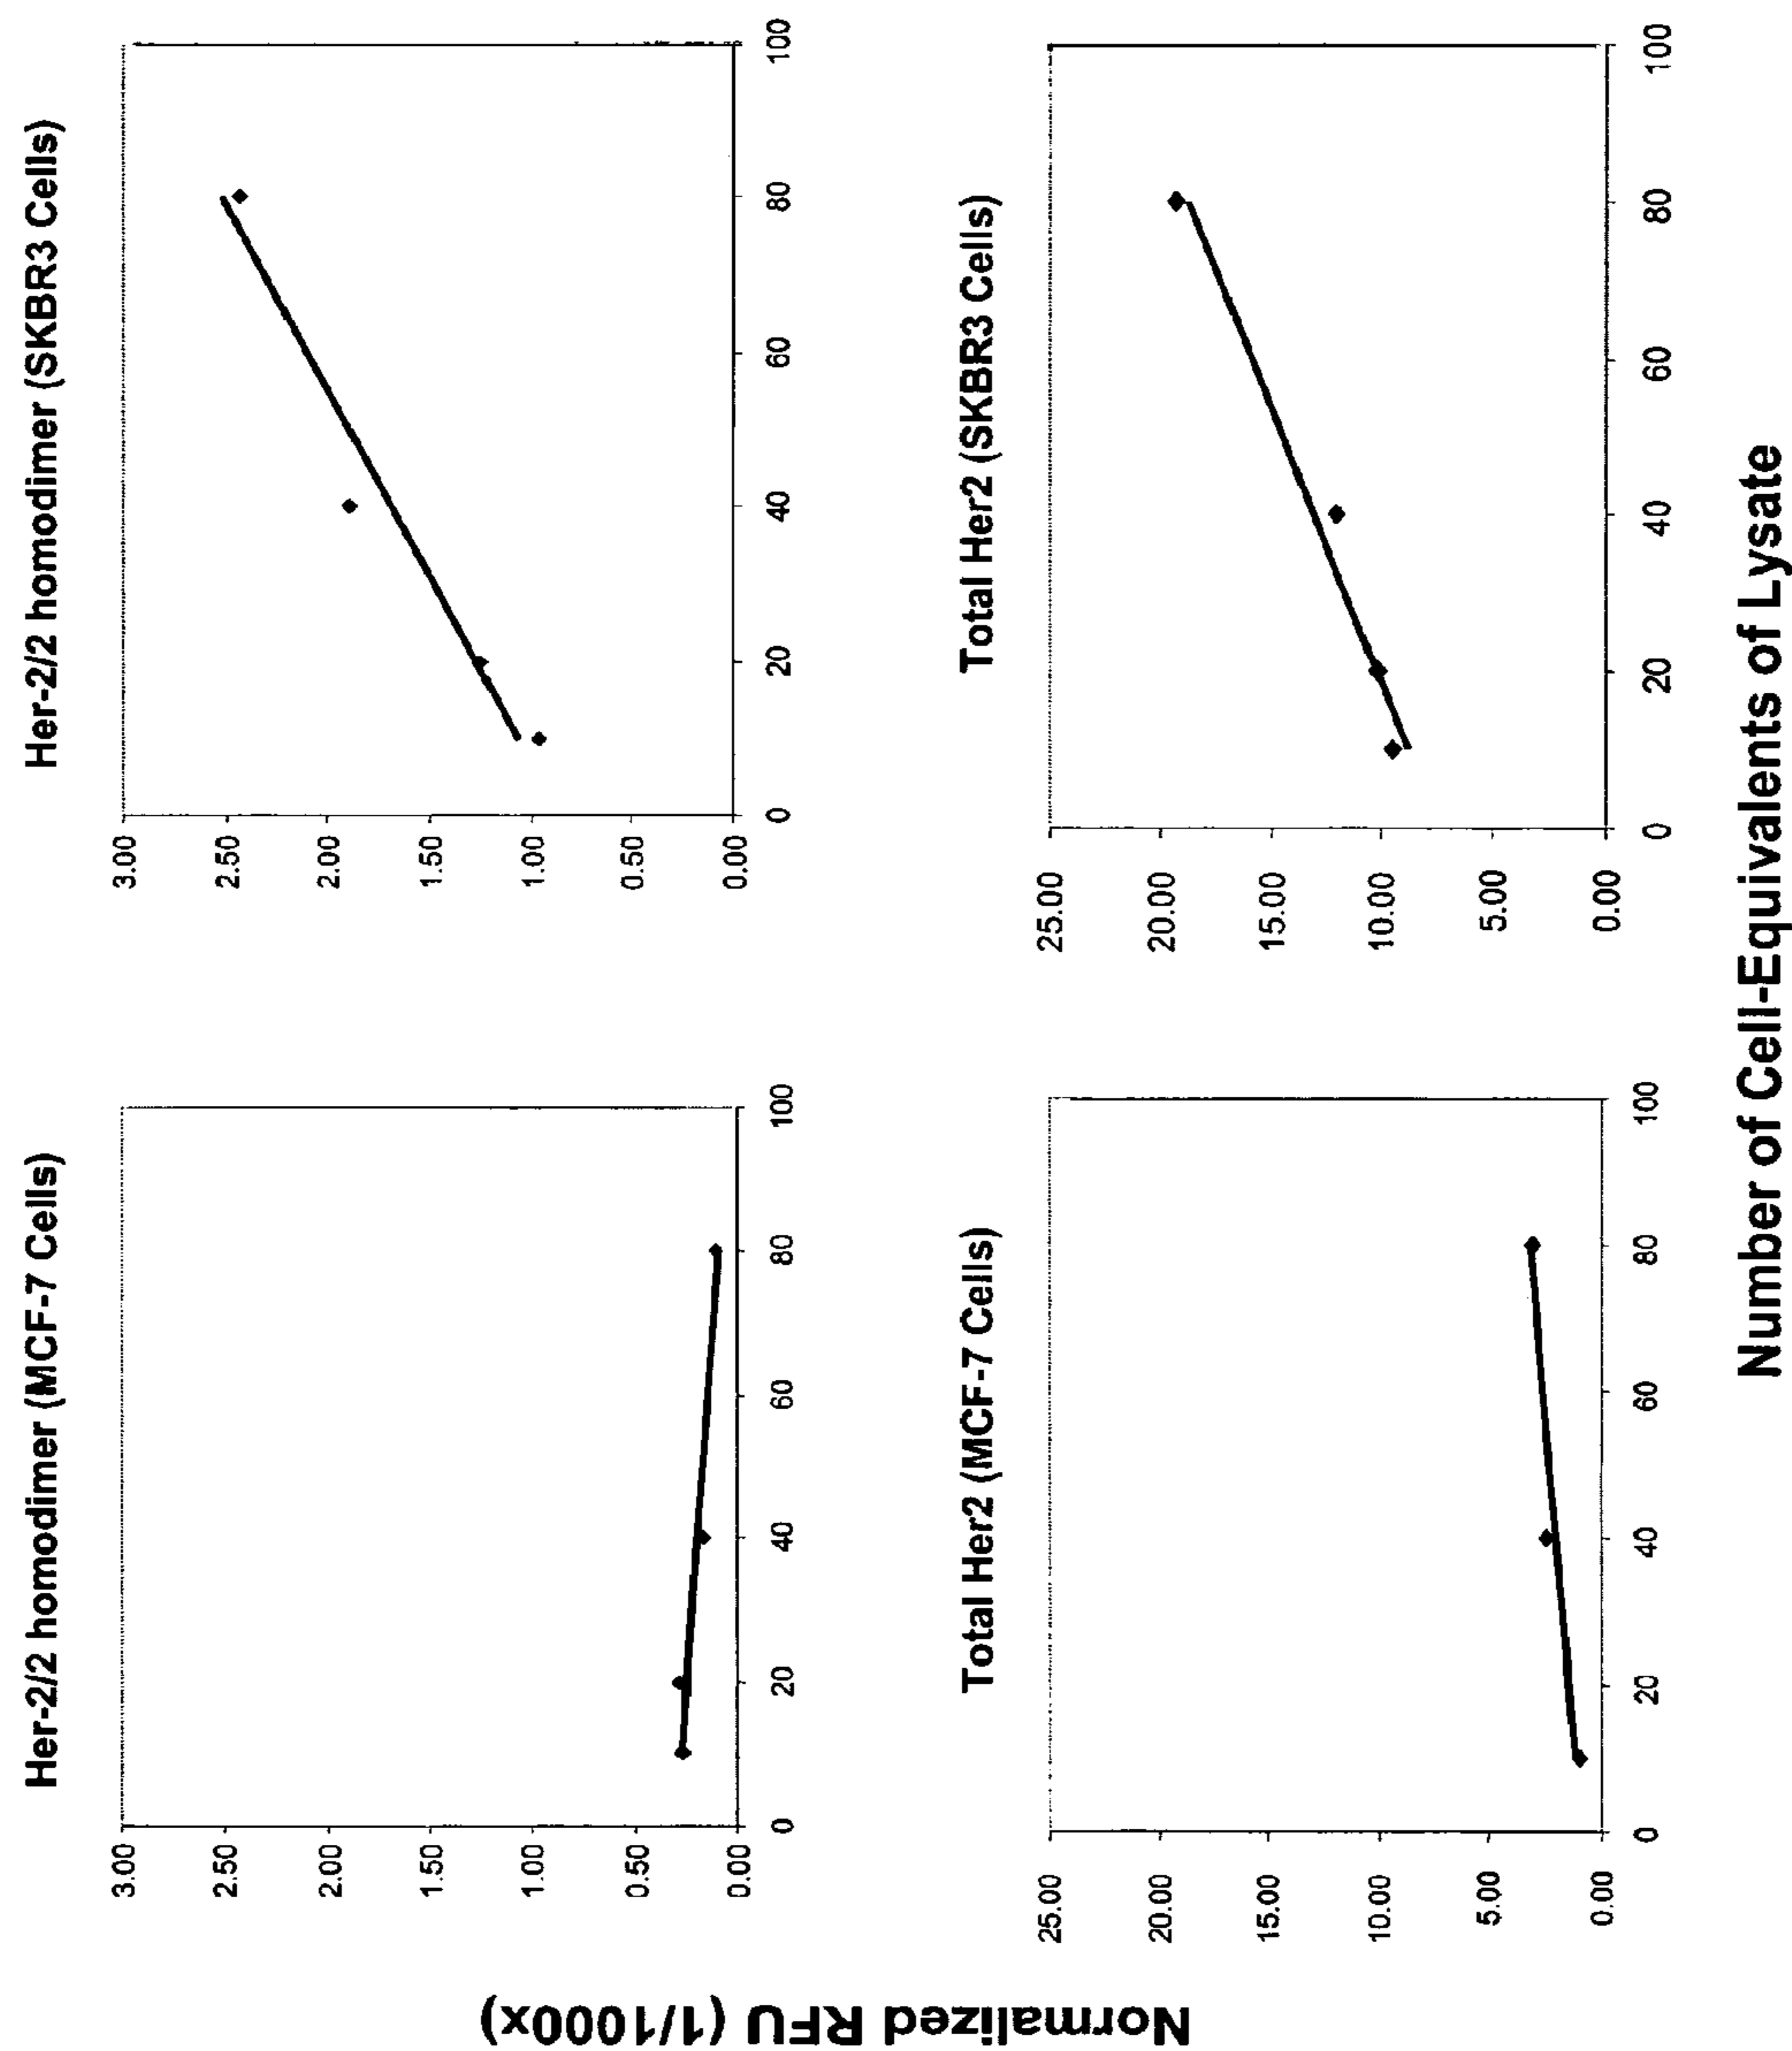 Normalized RFU (1/1000x)
Her-2/2 homodimer (MCF-7 Cells)
3.00
2.50
2.00
1.50
1.00
0.50
0.00
0 20 40 60 80 100
Her-2/2 homodimer (SKBR3 Cells)
3.00
2.50
2.00
1.50
1.00
0.50
0.00
0 20 40 60 80 100
Total Her2 (MCF-7 Cells)
25.00
20.00
15.00
10.00
5.00
0.00
0 20 40 60 80 100
Total Her2 (SKBR3 Cells)
25.00
20.00
15.00
10.00
5.00
0.00
0 20 40 60 80 100
Number of Cell-Equivalents of Lysate